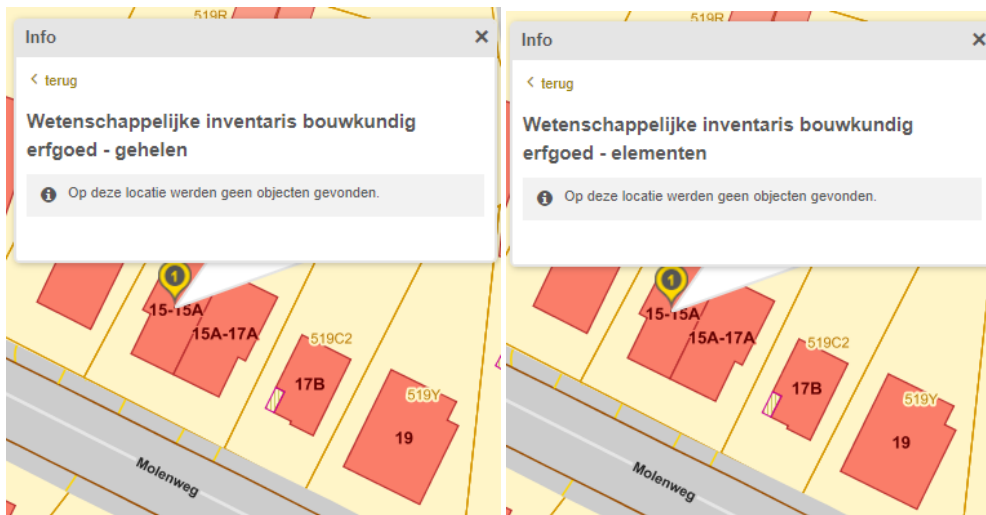 519R
Info ×
< terug
Wetenschappelijke inventaris bouwkundig
erfgoed - gehelen
Op deze locatie werden geen objecten gevonden.
1
15-15A
15A-17A
519C2
17B
519Y
19
Molenweg
519R
Info ×
< terug
Wetenschappelijke inventaris bouwkundig
erfgoed - elementen
Op deze locatie werden geen objecten gevonden.
1
15-15A
15A-17A
519C2
17B
519Y
19
Molenweg